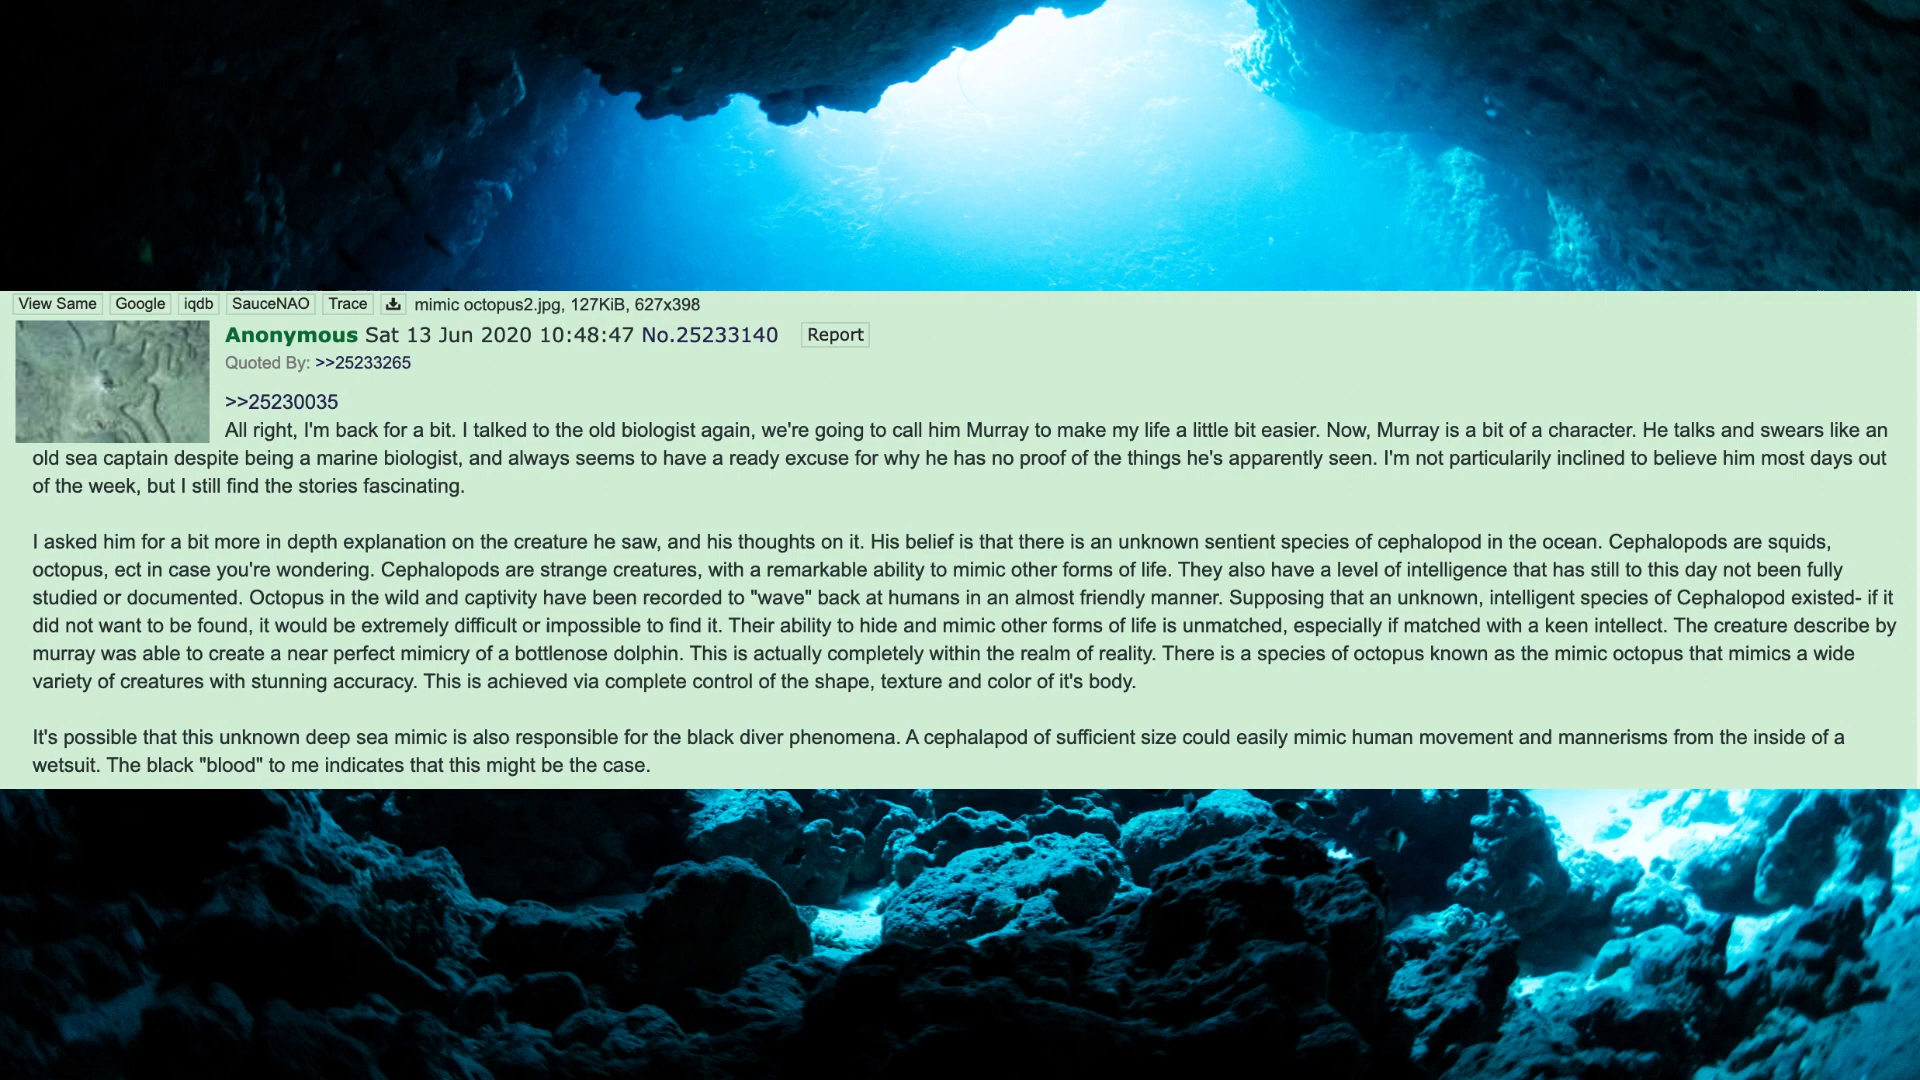 View Same Google iqdb SauceNAO Trace mimic octopus2.jpg, 127KiB, 627x398
Anonymous Sat 13 Jun 2020 10:48:47 No.25233140 Report
Quoted By: >>25233265
>>25230035
All right, I'm back for a bit. I talked to the old biologist again, we're going to call him Murray to make my life a little bit easier. Now, Murray is a bit of a character. He talks and swears like an
old sea captain despite being a marine biologist, and always seems to have a ready excuse for why he has no proof of the things he's apparently seen. I'm not particularily inclined to believe him most days out
of the week, but I still find the stories fascinating.
I asked him for a bit more in depth explanation on the creature he saw, and his thoughts on it. His belief is that there is an unknown sentient species of cephalopod in the ocean. Cephalopods are squids,
octopus, ect in case you're wondering. Cephalopods are strange creatures, with a remarkable ability to mimic other forms of life. They also have a level of intelligence that has still to this day not been fully
studied or documented. Octopus in the wild and captivity have been recorded to "wave" back at humans in an almost friendly manner. Supposing that an unknown, intelligent species of Cephalopod existed- if it
did not want to be found, it would be extremely difficult or impossible to find it. Their ability to hide and mimic other forms of life is unmatched, especially if matched with a keen intellect. The creature describe by
murray was able to create a near perfect mimicry of a bottlenose dolphin. This is actually completely within the realm of reality. There is a species of octopus known as the mimic octopus that mimics a wide
variety of creatures with stunning accuracy. This is achieved via complete control of the shape, texture and color of it's body.
It's possible that this unknown deep sea mimic is also responsible for the black diver phenomena. A cephalapod of sufficient size could easily mimic human movement and mannerisms from the inside of a
wetsuit. The black "blood" to me indicates that this might be the case.